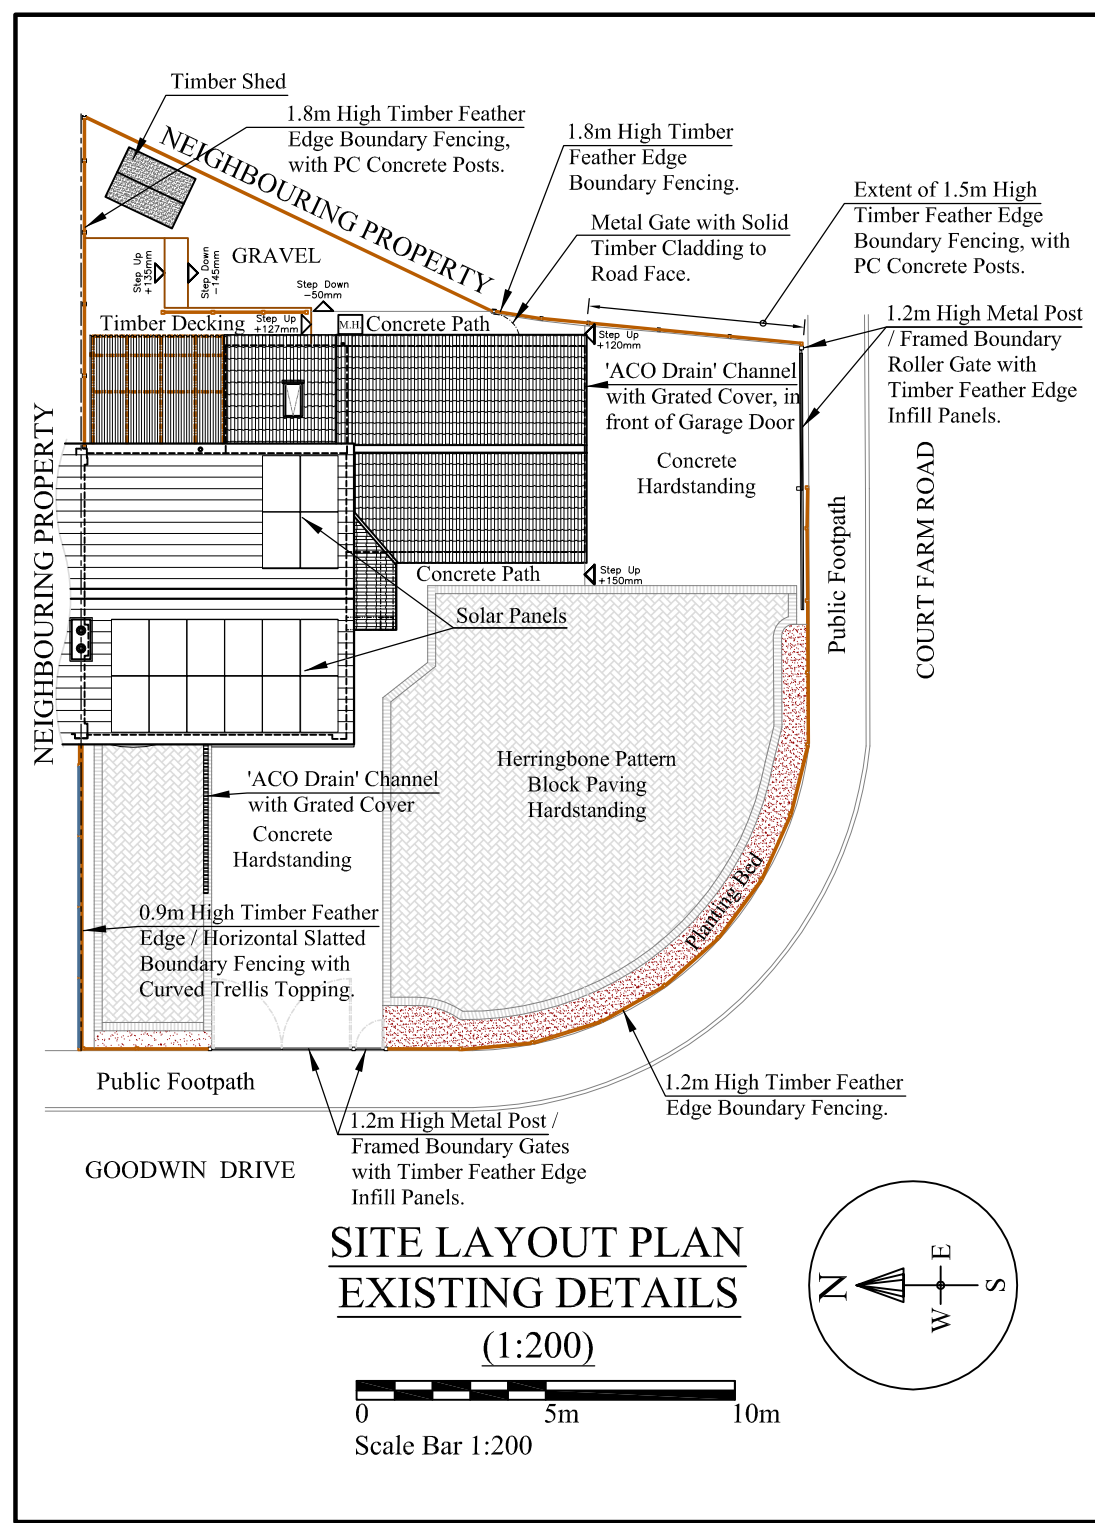 Timber Shed
1.8m High Timber Feather
Edge Boundary Fencing,
with PC Concrete Posts.
NEIGHBOURING PROPERTY
1.8m High Timber
Feather Edge
Boundary Fencing.
Metal Gate with Solid
Timber Cladding to
Road Face.
Extent of 1.5m High
Timber Feather Edge
Boundary Fencing, with
PC Concrete Posts.
1.2m High Metal Post
/ Framed Boundary
Roller Gate with
Timber Feather Edge
Infill Panels.
GRAVEL
Step Up
+135mm
Step Down
-145mm
Step Down
-50mm
Timber Decking
Step Up
+127mm
M.H.
Concrete Path
Step Up
+120mm
'ACO Drain' Channel
with Grated Cover, in
front of Garage Door
Concrete
Hardstanding
NEIGHBOURING PROPERTY
Public Footpath
COURT FARM ROAD
Concrete Path
Step Up
+150mm
Solar Panels
Herringbone Pattern
Block Paving
Hardstanding
'ACO Drain' Channel
with Grated Cover
Concrete
Hardstanding
Planting Bed
0.9m High Timber Feather
Edge / Horizontal Slatted
Boundary Fencing with
Curved Trellis Topping.
Public Footpath
1.2m High Timber Feather
Edge Boundary Fencing.
1.2m High Metal Post /
Framed Boundary Gates
with Timber Feather Edge
Infill Panels.
GOODWIN DRIVE
SITE LAYOUT PLAN
EXISTING DETAILS
(1:200)
N
E
S
W
0
5m
10m
Scale Bar 1:200